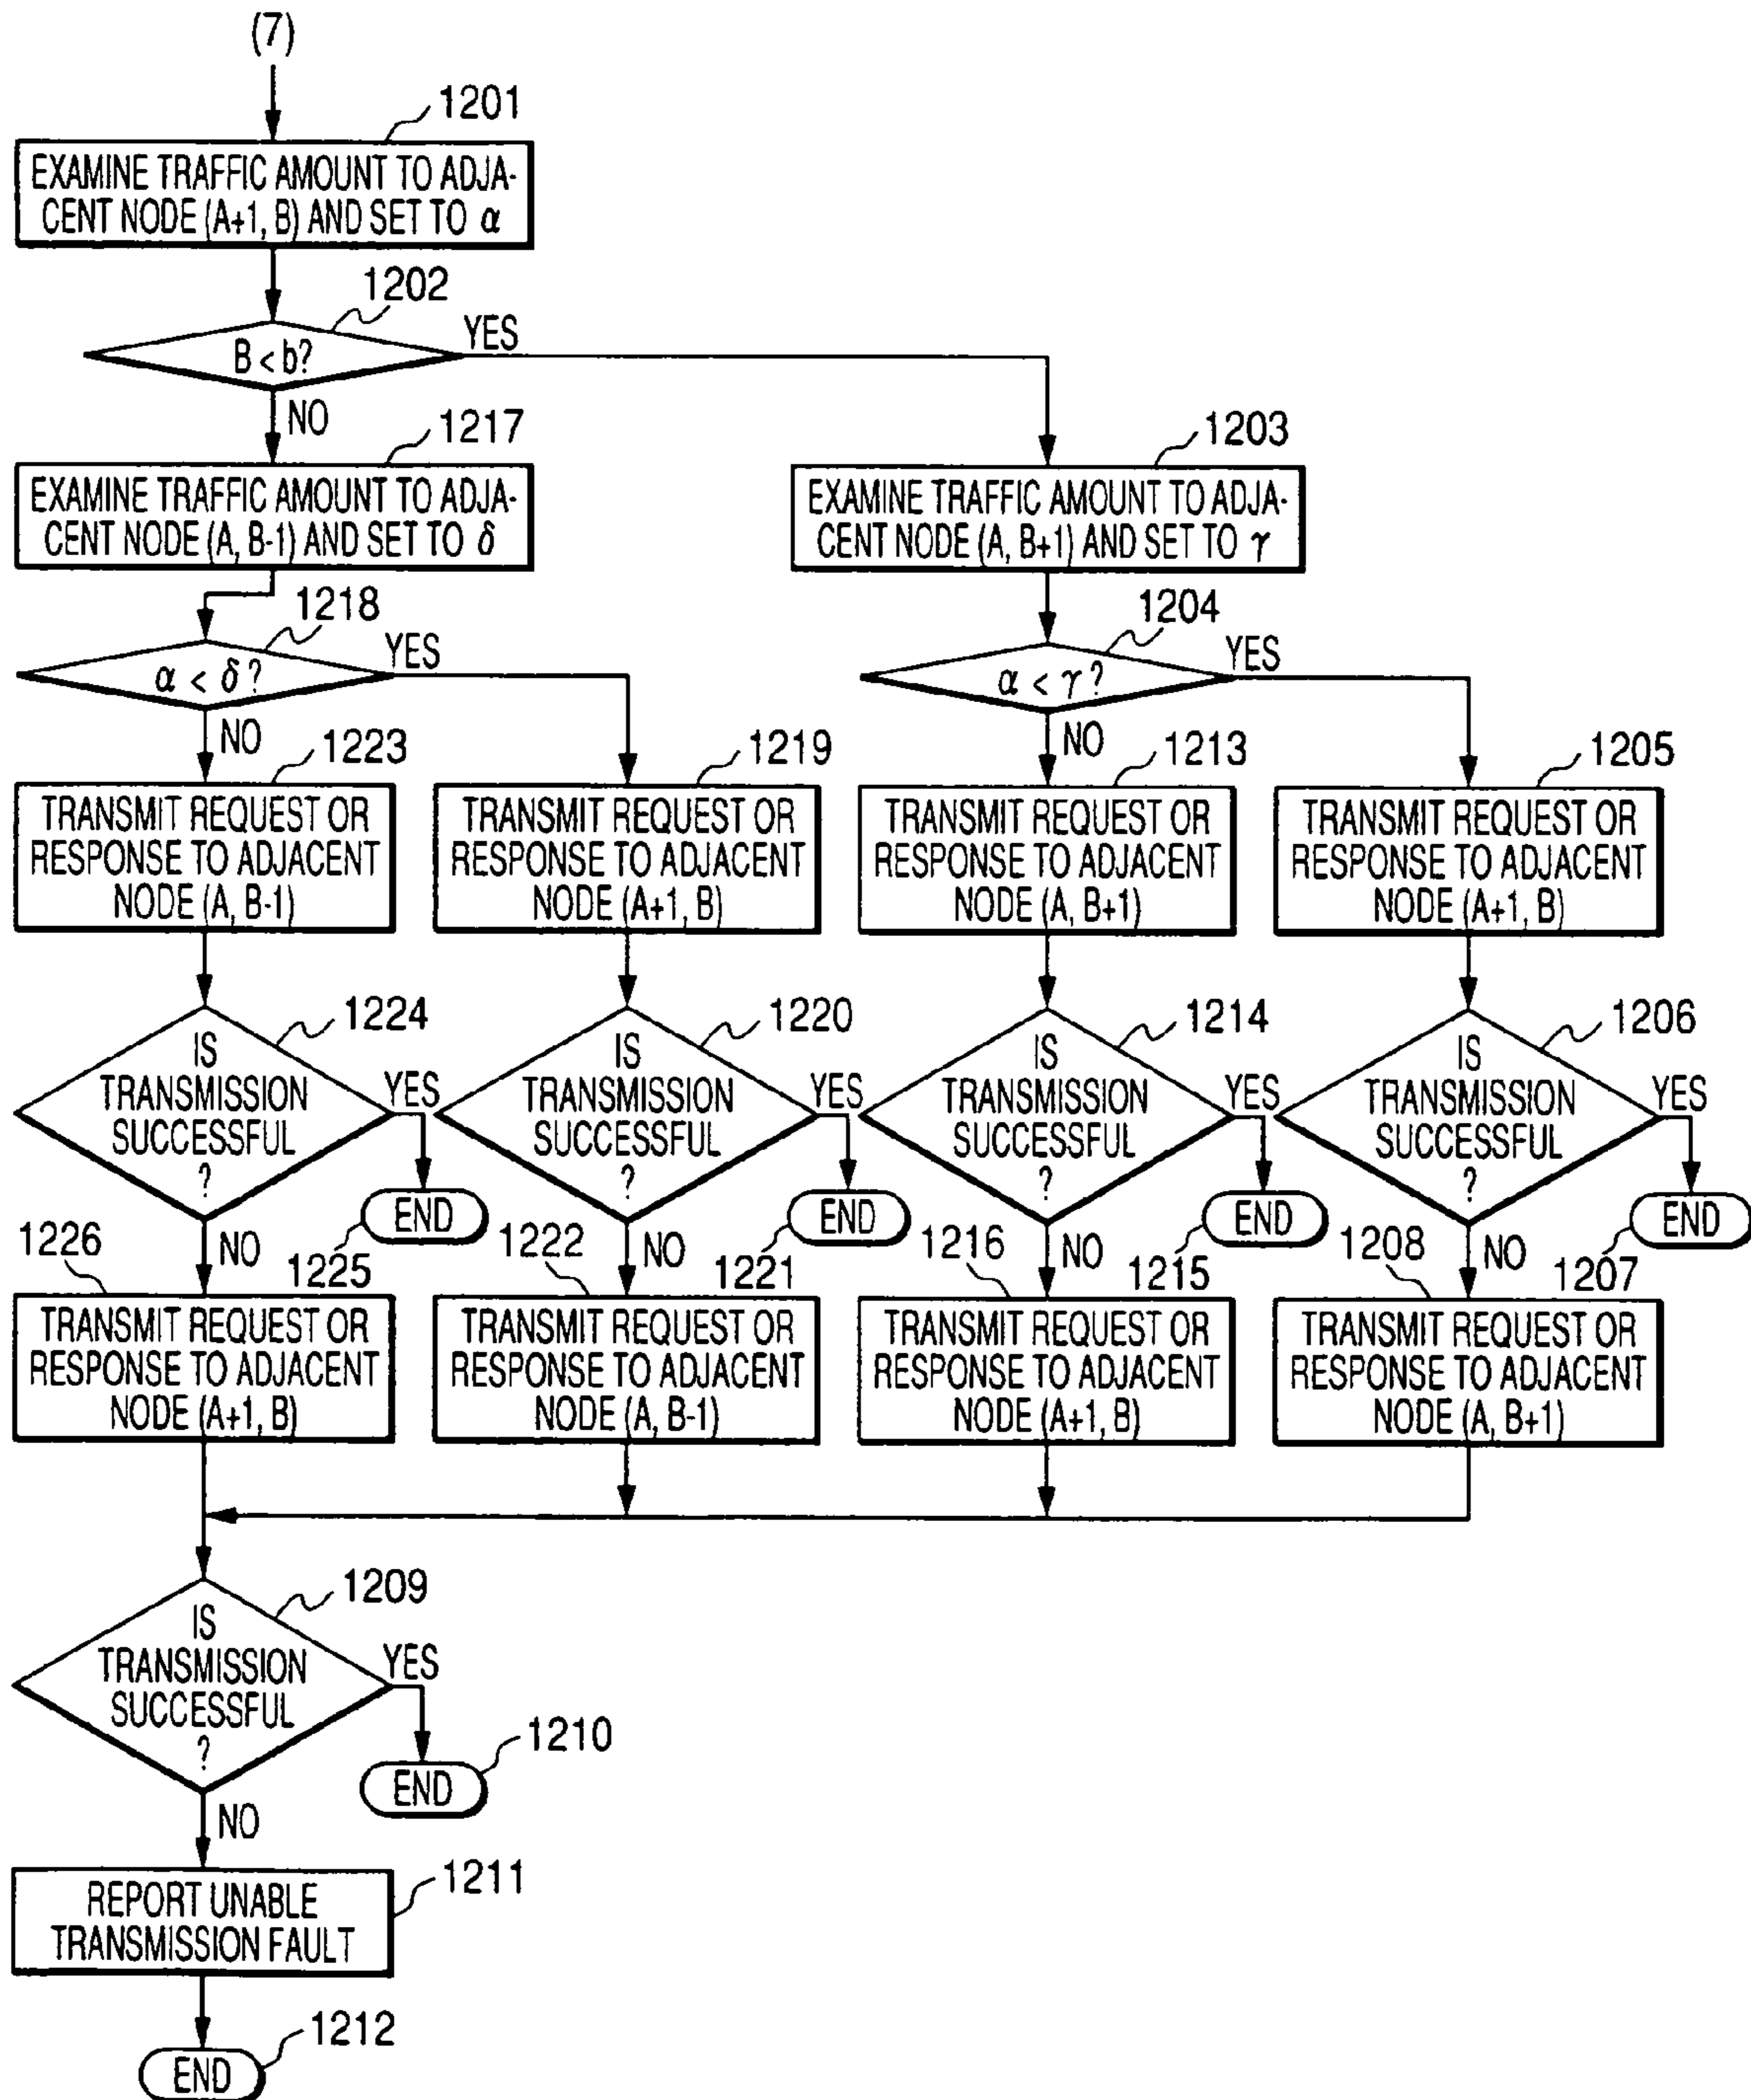 (7)
1201
EXAMINE TRAFFIC AMOUNT TO ADJA-
CENT NODE (A+1, B) AND SET TO α
1202
B < b?
YES
NO
1217
EXAMINE TRAFFIC AMOUNT TO ADJA-
CENT NODE (A, B-1) AND SET TO δ
1203
EXAMINE TRAFFIC AMOUNT TO ADJA-
CENT NODE (A, B+1) AND SET TO γ
1218
α < δ ?
YES
NO
1204
α < γ ?
YES
NO
1223
TRANSMIT REQUEST OR
RESPONSE TO ADJACENT
NODE (A, B-1)
1219
TRANSMIT REQUEST OR
RESPONSE TO ADJACENT
NODE (A+1, B)
1213
TRANSMIT REQUEST OR
RESPONSE TO ADJACENT
NODE (A, B+1)
1205
TRANSMIT REQUEST OR
RESPONSE TO ADJACENT
NODE (A+1, B)
1224
IS
TRANSMISSION
SUCCESSFUL
?
YES
END
1225
NO
1220
IS
TRANSMISSION
SUCCESSFUL
?
YES
END
1221
NO
1214
IS
TRANSMISSION
SUCCESSFUL
?
YES
END
1215
NO
1206
IS
TRANSMISSION
SUCCESSFUL
?
YES
END
1207
NO
1226
TRANSMIT REQUEST OR
RESPONSE TO ADJACENT
NODE (A+1, B)
1222
TRANSMIT REQUEST OR
RESPONSE TO ADJACENT
NODE (A, B-1)
1216
TRANSMIT REQUEST OR
RESPONSE TO ADJACENT
NODE (A+1, B)
1208
TRANSMIT REQUEST OR
RESPONSE TO ADJACENT
NODE (A, B+1)
1209
IS
TRANSMISSION
SUCCESSFUL
?
YES
END
1210
NO
1211
REPORT UNABLE
TRANSMISSION FAULT
1212
END